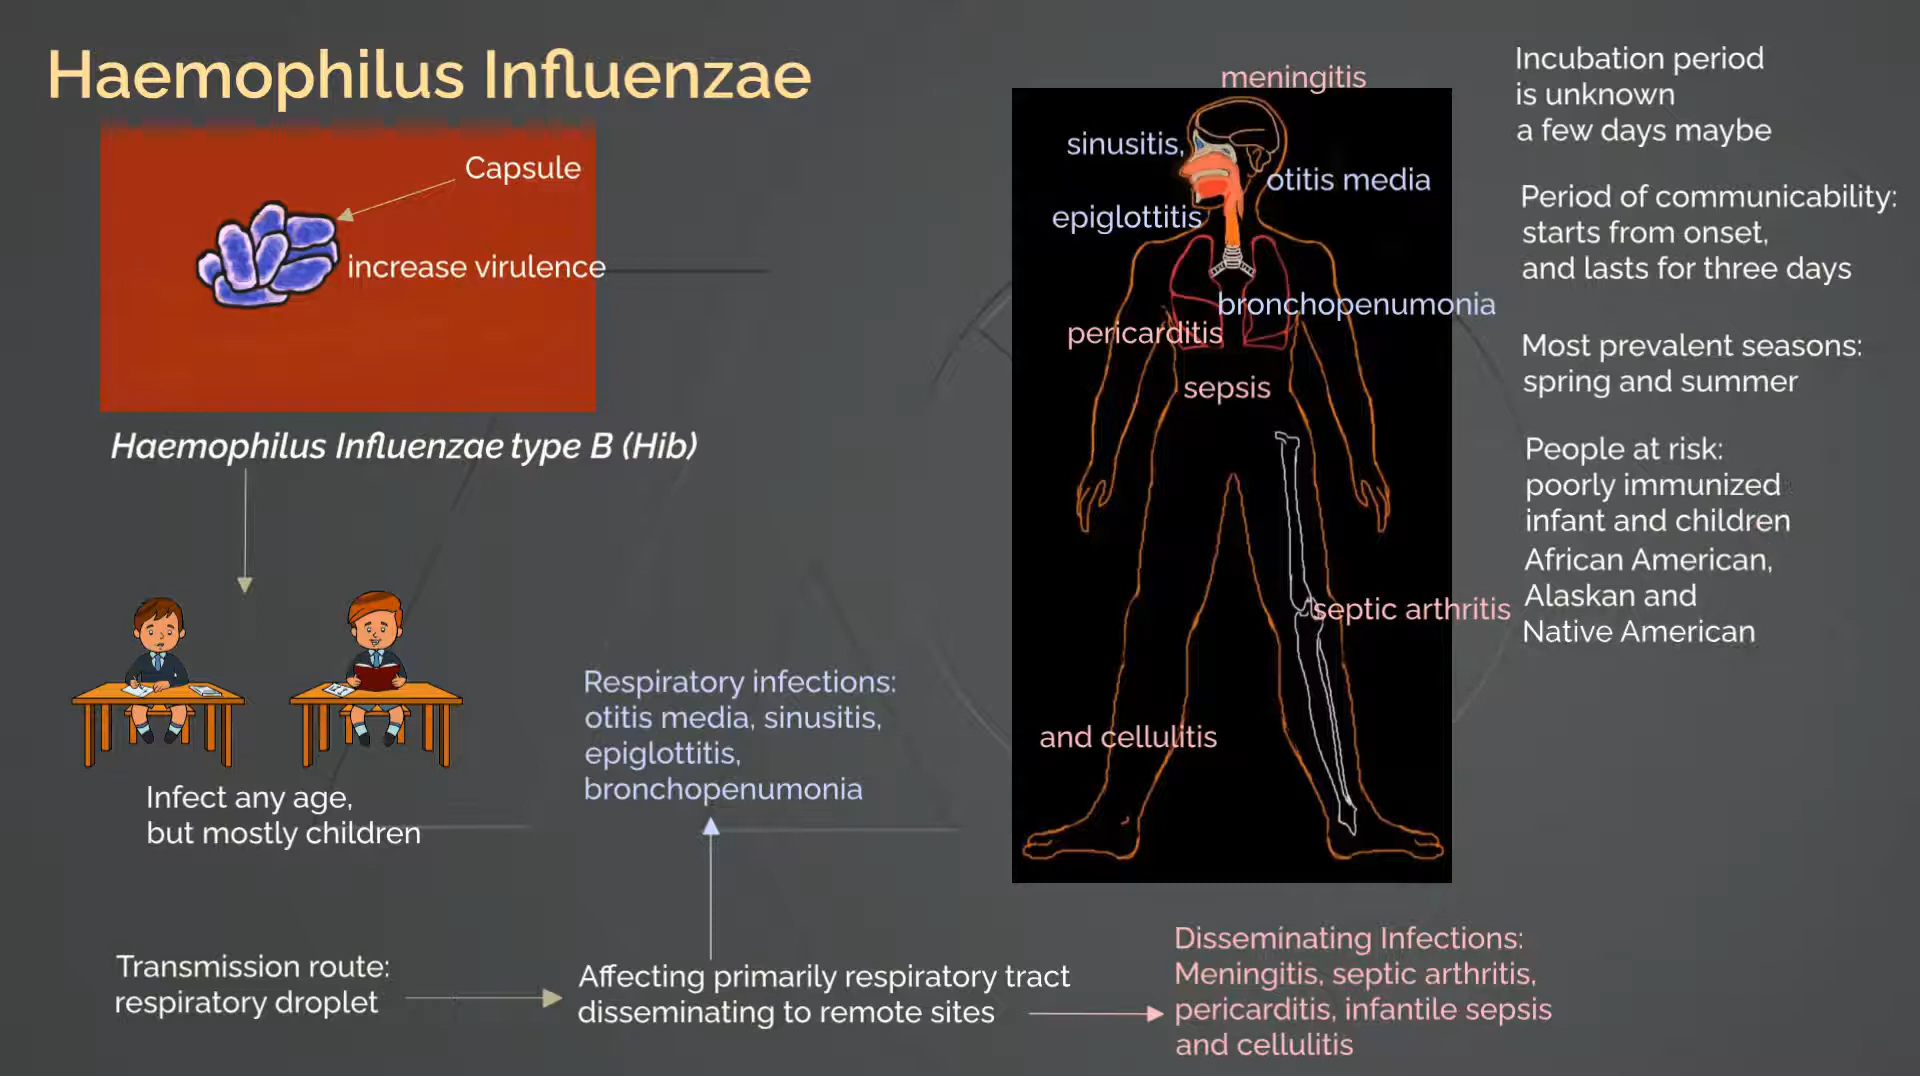 Haemophilus Influenzae
Capsule
increase virulence
Haemophilus Influenzae type B (Hib)
Infect any age,
but mostly children
Transmission route:
respiratory droplet
Affecting primarily respiratory tract
disseminating to remote sites
Respiratory infections:
otitis media, sinusitis,
epiglottitis,
bronchopenumonia
Disseminating Infections:
Meningitis, septic arthritis,
pericarditis, infantile sepsis
and cellulitis
meningitis
sinusitis,
otitis media
epiglottitis
bronchopenumonia
pericarditis
sepsis
septic arthritis
and cellulitis
Incubation period
is unknown
a few days maybe
Period of communicability:
starts from onset,
and lasts for three days
Most prevalent seasons:
spring and summer
People at risk:
poorly immunized
infant and children
African American,
Alaskan and
Native American